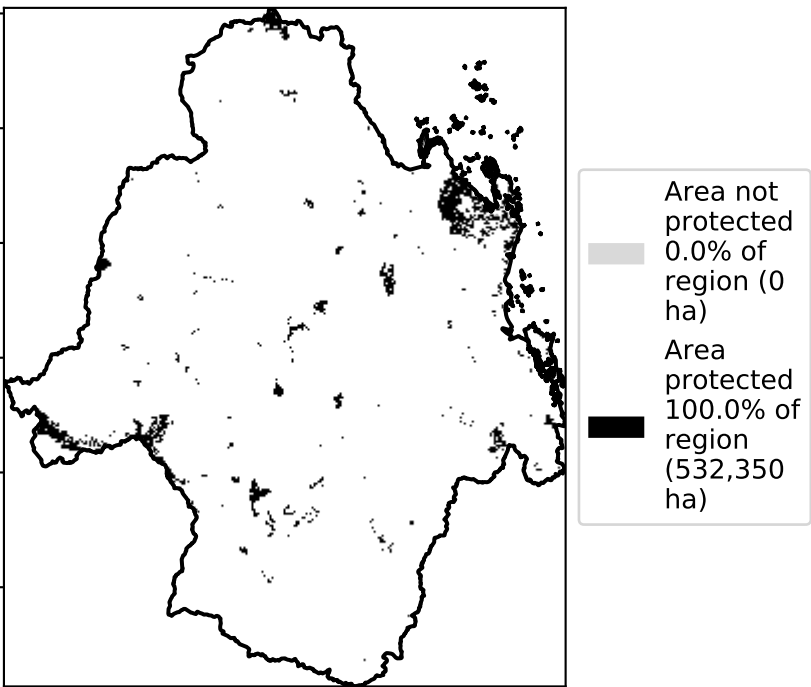 Area not
protected
0.0% of
region (0
ha)
Area
protected
100.0% of
region
(532,350
ha)